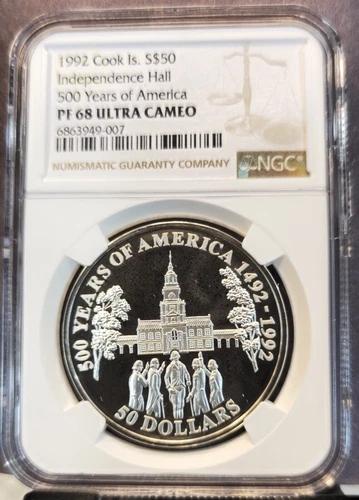 1992 Cook Is. S$50
Independence Hall
500 Years of America
PF 68 ULTRA CAMEO
6863949-007
NUMISMATIC GUARANTY COMPANY
NGC
500 YEARS OF AMERICA 1492-1992
50 DOLLARS